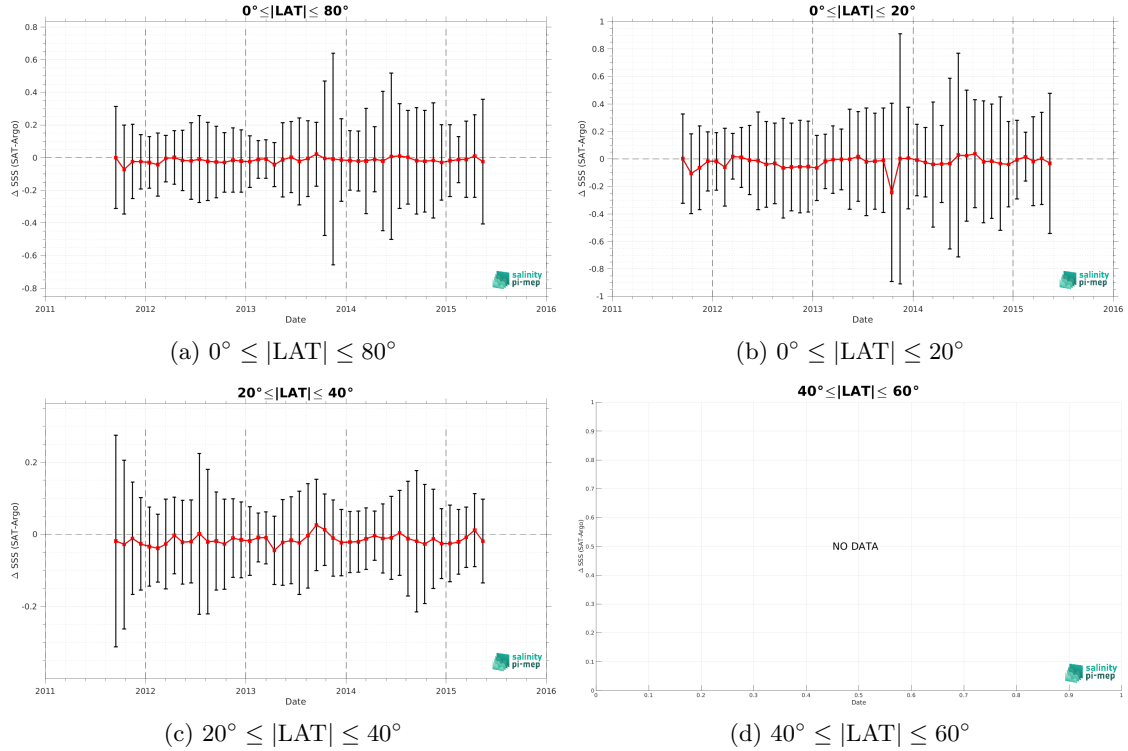 0°≤|LAT|≤ 80°
0.8
0.6
0.4
0.2
0
-0.2
-0.4
-0.6
-0.8
Δ SSS (SAT-Argo)
2011
2012
2013
2014
2015
2016
Date
salinity
pi-mep
(a) 0° ≤ |LAT| ≤ 80°
0°≤|LAT|≤ 20°
1
0.8
0.6
0.4
0.2
0
-0.2
-0.4
-0.6
-0.8
-1
Δ SSS (SAT-Argo)
2011
2012
2013
2014
2015
2016
Date
salinity
pi-mep
(b) 0° ≤ |LAT| ≤ 20°
20°≤|LAT|≤ 40°
0.2
0
-0.2
Δ SSS (SAT-Argo)
2011
2012
2013
2014
2015
2016
Date
salinity
pi-mep
(c) 20° ≤ |LAT| ≤ 40°
40°≤|LAT|≤ 60°
1
0.9
0.8
0.7
0.6
0.5
0.4
0.3
0.2
0.1
0
Δ SSS (SAT-Argo)
NO DATA
0
0.1
0.2
0.3
0.4
0.5
0.6
0.7
0.8
0.9
1
Date
salinity
pi-mep
(d) 40° ≤ |LAT| ≤ 60°